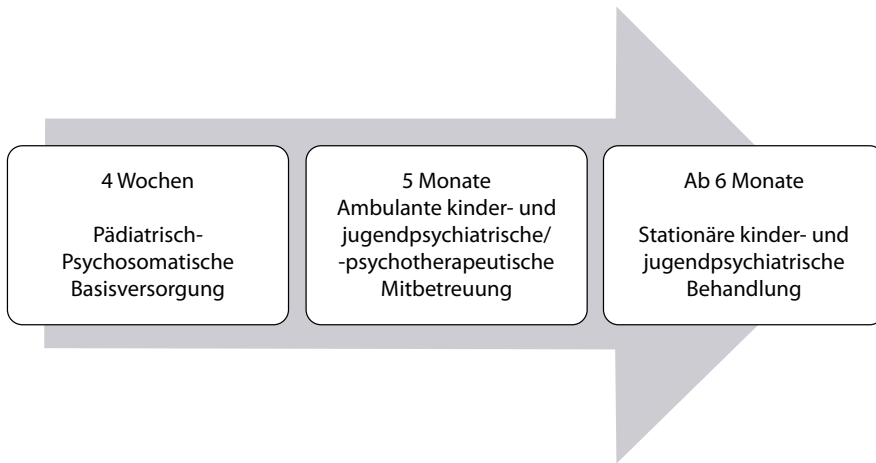 4 Wochen
Pädiatrisch-
Psychosomatische
Basisversorgung
5 Monate
Ambulante kinder- und
jugendpsychiatrische/
-psychotherapeutische
Mitbetreuung
Ab 6 Monate
Stationäre kinder- und
jugendpsychiatrische
Behandlung